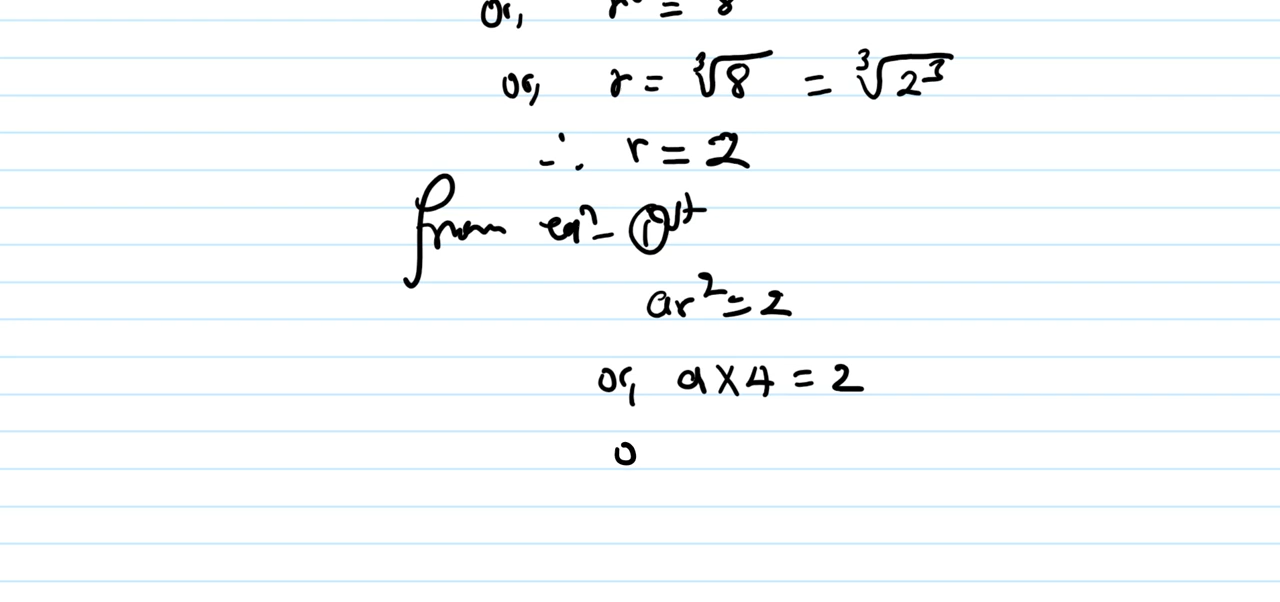 or, r³ = 8
or, r = ∛8 = ∛2³
∴ r = 2
from eqⁿ ①st
ar² = 2
or, a × 4 = 2
o